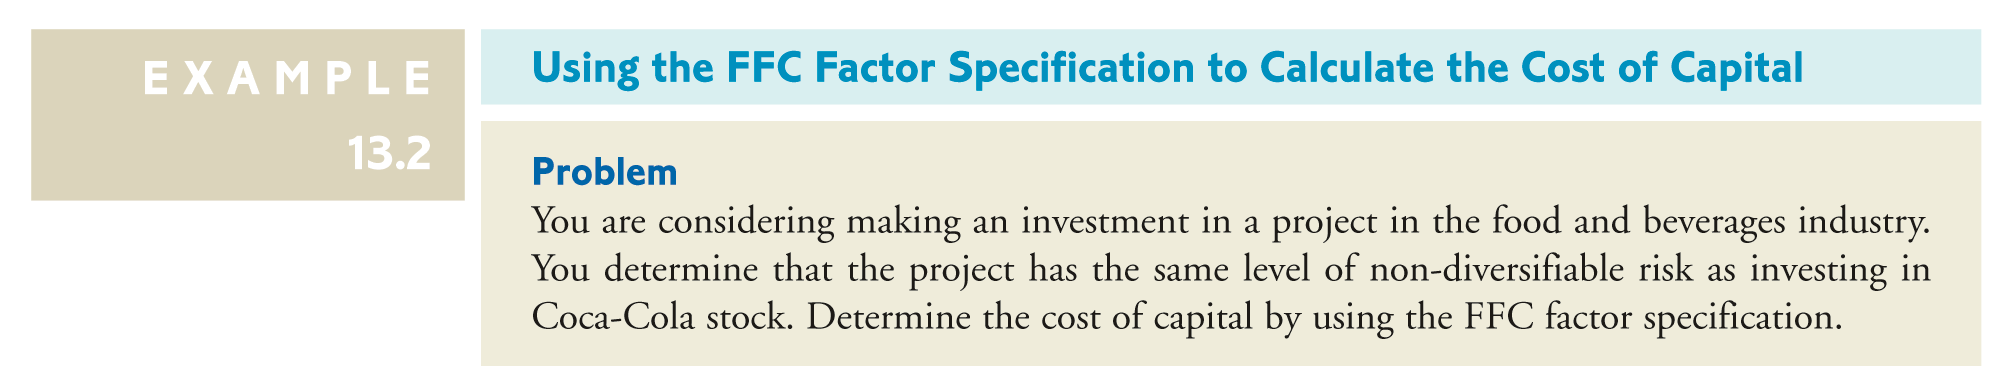 EXAMPLE
13.2
Using the FFC Factor Specification to Calculate the Cost of Capital
Problem
You are considering making an investment in a project in the food and beverages industry.
You determine that the project has the same level of non-diversifiable risk as investing in
Coca-Cola stock. Determine the cost of capital by using the FFC factor specification.